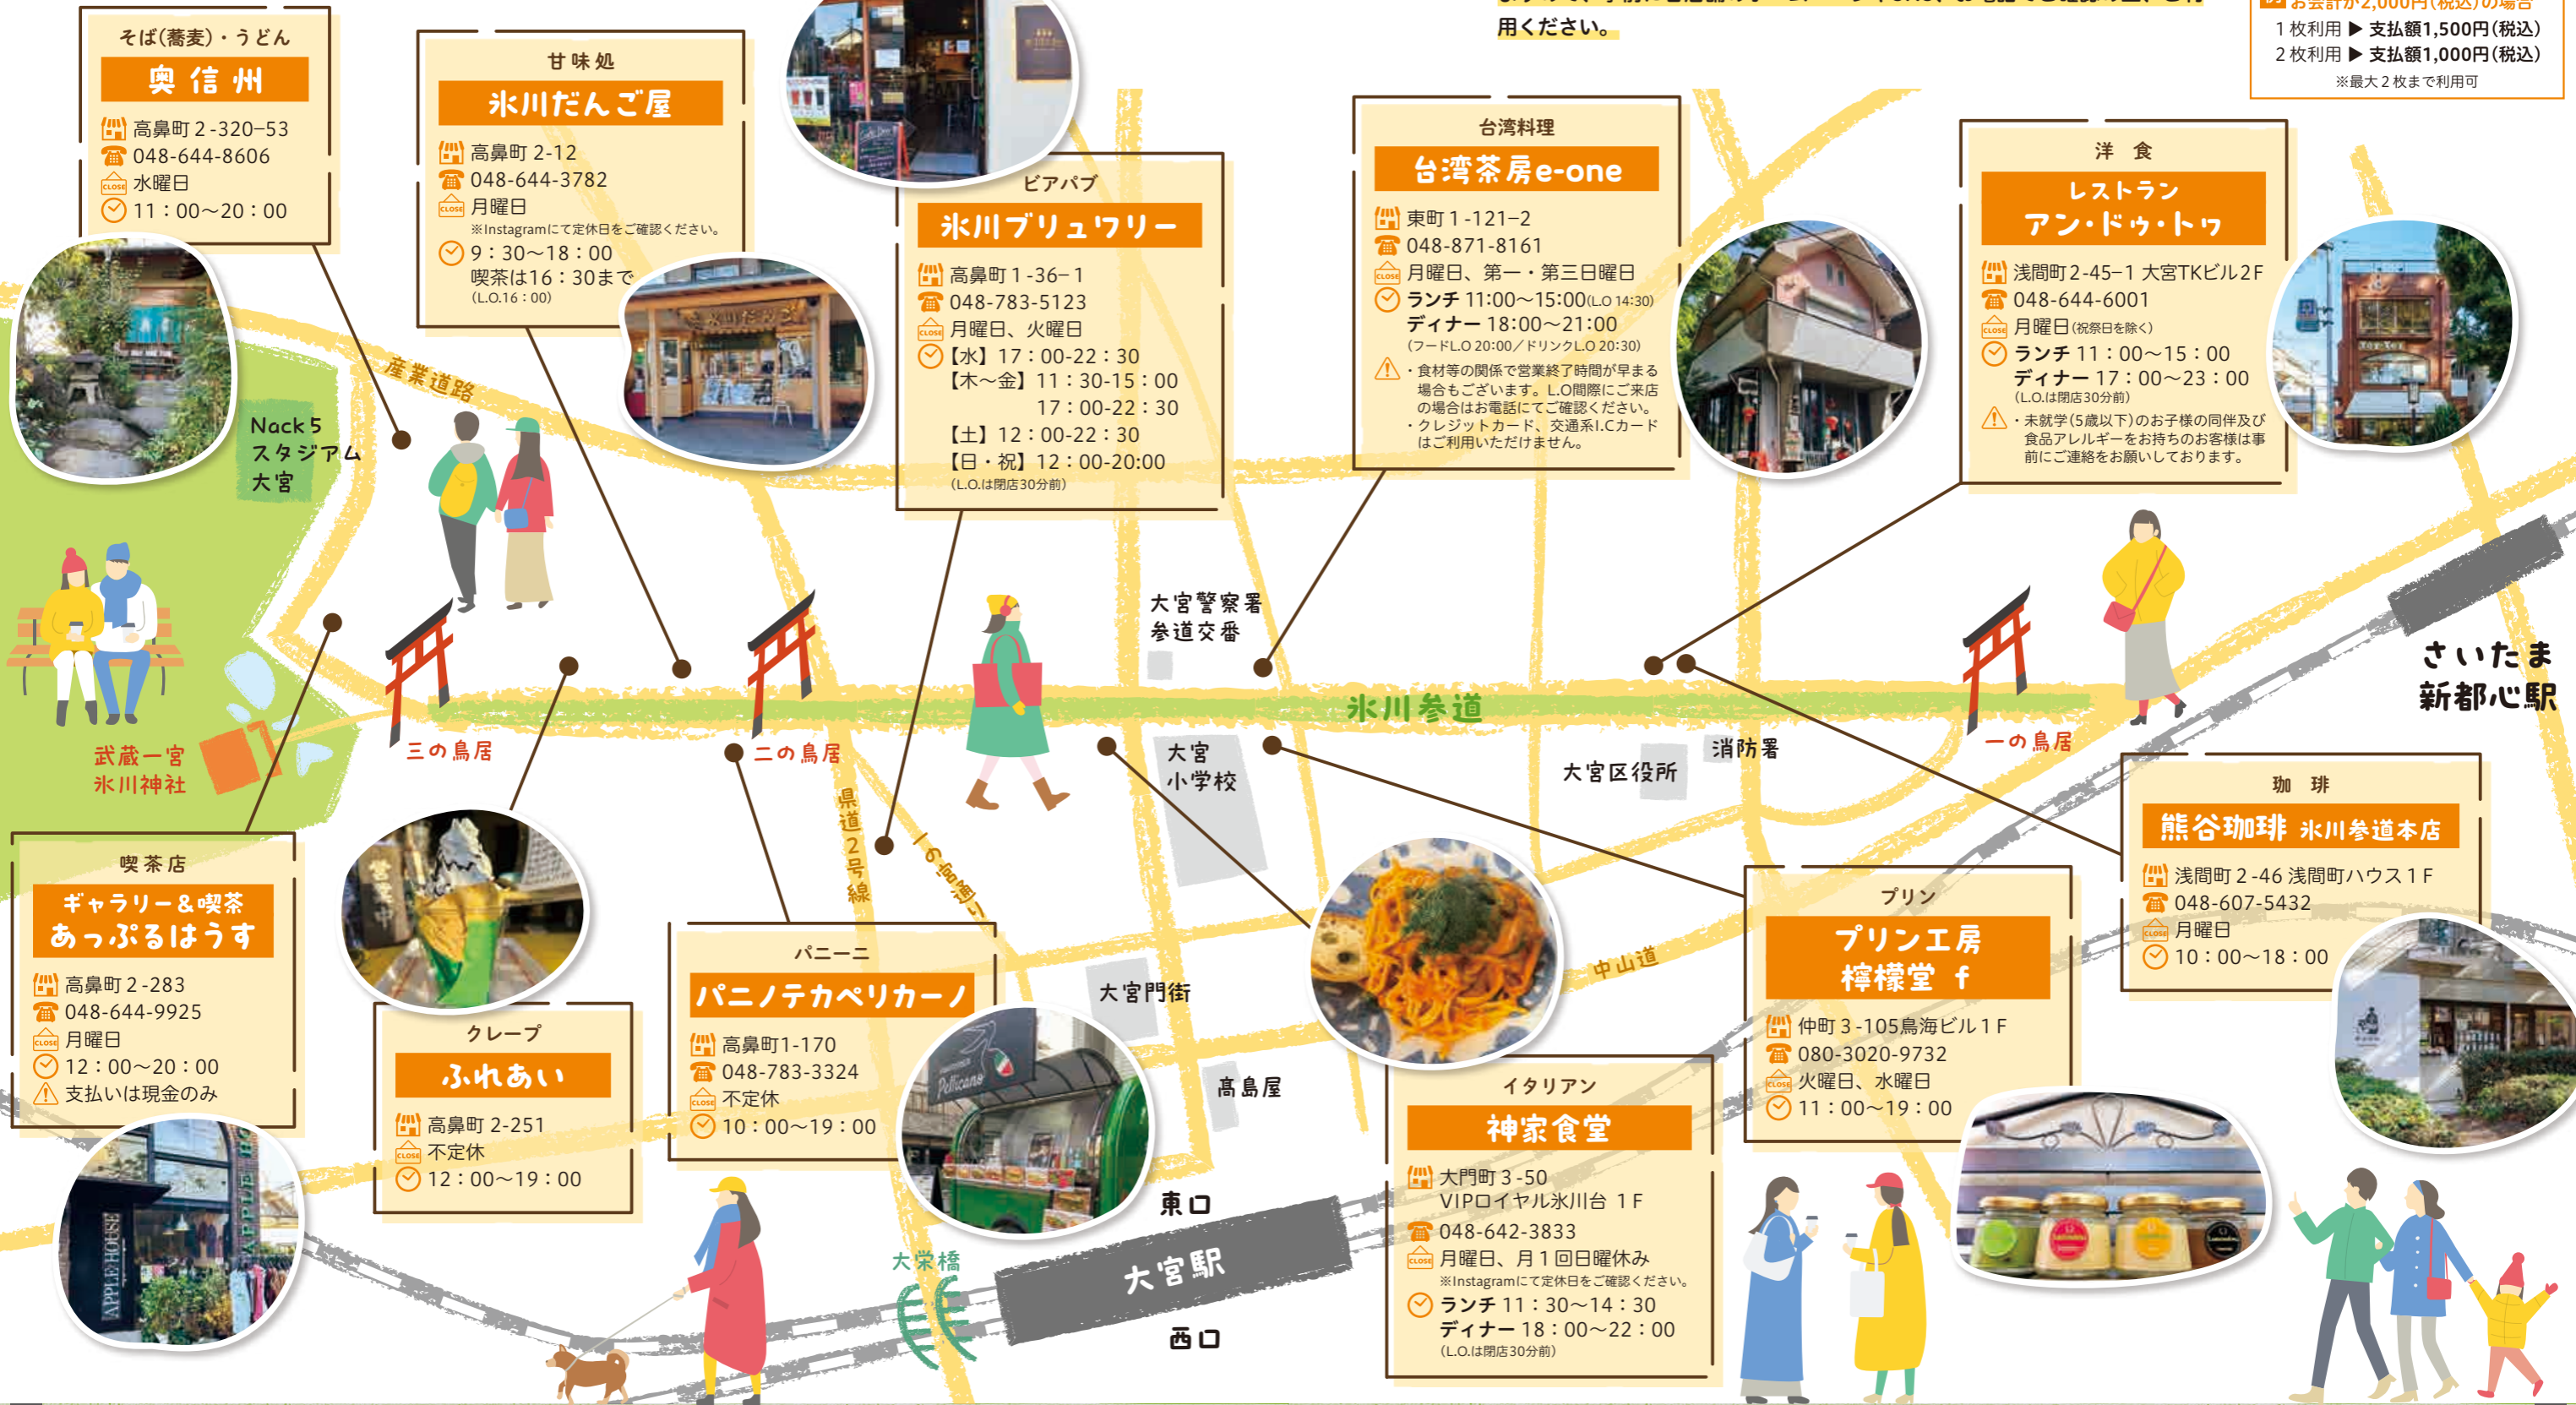 用ください。
お会計が2,000円(税込)の場合
1枚利用 ▶ 支払額1,500円(税込)
2枚利用 ▶ 支払額1,000円(税込)
※最大2枚まで利用可
そば(蕎麦)・うどん
奥信州
高鼻町2-320−53
048-644-8606
CLOSE 水曜日
11：00〜20：00
甘味処
氷川だんご屋
高鼻町 2-12
048-644-3782
CLOSE 月曜日
※Instagramにて定休日をご確認ください。
9：30〜18：00
喫茶は16：30まで
(L.O.16：00)
ビアパブ
氷川ブリュワリー
高鼻町1-36−1
048-783-5123
CLOSE 月曜日、火曜日
【水】17：00-22：30
【木〜金】11：30-15：00
17：00-22：30
【土】12：00-22：30
【日・祝】12：00-20:00
(L.O.は閉店30分前)
台湾料理
台湾茶房e-one
東町1-121−2
048-871-8161
CLOSE 月曜日、第一・第三日曜日
ランチ 11:00〜15:00(L.O 14:30)
ディナー 18:00〜21:00
(フードL.O 20:00／ドリンクL.O 20:30)
・食材等の関係で営業終了時間が早まる
場合もございます。L.O間際にご来店
の場合はお電話にてご確認ください。
・クレジットカード、交通系I.Cカード
はご利用いただけません。
洋 食
レストラン
アン・ドゥ・トワ
浅間町2-45−1 大宮TKビル2F
048-644-6001
CLOSE 月曜日(祝祭日を除く)
ランチ 11：00〜15：00
ディナー 17：00〜23：00
(L.O.は閉店30分前)
・未就学(5歳以下)のお子様の同伴及び
食品アレルギーをお持ちのお客様は事
前にご連絡をお願いしております。
産業道路
Nack5
スタジアム
大宮
大宮警察署
参道交番
さいたま
新都心駅
氷川参道
武蔵一宮
氷川神社
三の鳥居
二の鳥居
大宮
小学校
大宮区役所
消防署
一の鳥居
県道2号線
一の宮通り
中山道
大宮門街
髙島屋
東口
大宮駅
西口
大栄橋
喫茶店
ギャラリー&喫茶
あっぷるはうす
高鼻町2-283
048-644-9925
CLOSE 月曜日
12：00〜20：00
支払いは現金のみ
APPLE HOUSE
営業中
クレープ
ふれあい
高鼻町 2-251
CLOSE 不定休
12：00〜19：00
パニーニ
パニノテカペリカーノ
高鼻町1-170
048-783-3324
CLOSE 不定休
10：00〜19：00
Pellicano
イタリアン
神家食堂
大門町3-50
VIPロイヤル氷川台 1F
048-642-3833
CLOSE 月曜日、月1回日曜休み
※Instagramにて定休日をご確認ください。
ランチ 11：30〜14：30
ディナー 18：00〜22：00
(L.O.は閉店30分前)
プリン
プリン工房
檸檬堂 f
仲町3-105鳥海ビル1F
080-3020-9732
CLOSE 火曜日、水曜日
11：00〜19：00
珈 琲
熊谷珈琲 氷川参道本店
浅間町2-46 浅間町ハウス1F
048-607-5432
CLOSE 月曜日
10：00〜18：00